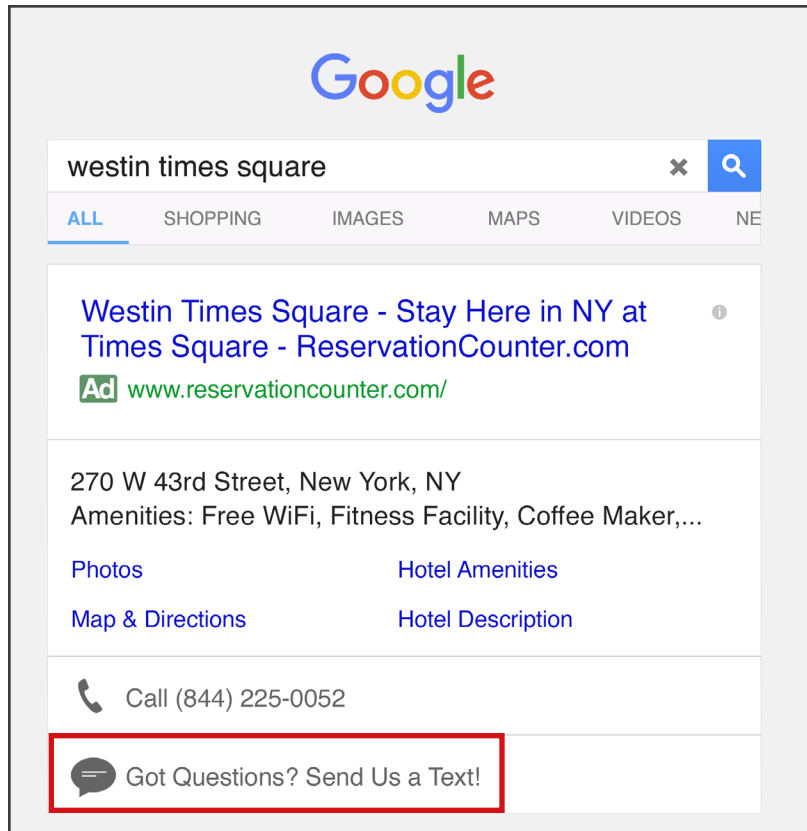 Google
westin times square
ALL SHOPPING IMAGES MAPS VIDEOS NE
Westin Times Square - Stay Here in NY at
Times Square - ReservationCounter.com
Ad www.reservationcounter.com/
270 W 43rd Street, New York, NY
Amenities: Free WiFi, Fitness Facility, Coffee Maker,...
Photos Hotel Amenities
Map & Directions Hotel Description
Call (844) 225-0052
Got Questions? Send Us a Text!